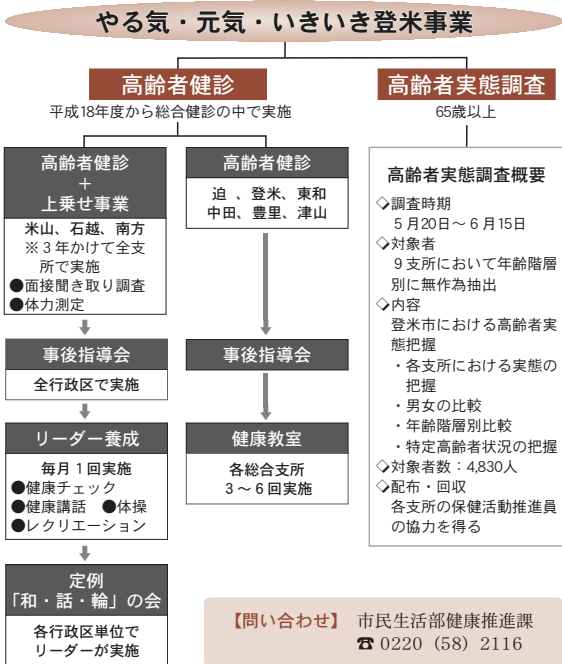 やる気・元気・いきいき登米事業
高齢者健診
平成18年度から総合健診の中で実施
高齢者健診
＋
上乗せ事業
米山、石越、南方
※３年かけて全支
所で実施
●面接聞き取り調査
●体力測定
事後指導会
全行政区で実施
リーダー養成
毎月１回実施
●健康チェック
●健康講話　●体操
●レクリエーション
定例
「和・話・輪」の会
各行政区単位で
リーダーが実施
高齢者健診
迫 、登米、東和
中田、豊里、津山
事後指導会
健康教室
各総合支所
３～６回実施
高齢者実態調査
65歳以上
高齢者実態調査概要
◇調査時期
５月20日～６月15日
◇対象者
９支所において年齢階層
別に無作為抽出
◇内容
登米市における高齢者実
態把握
・各支所における実態の
把握
・男女の比較
・年齢階層別比較
・特定高齢者状況の把握
◇対象者数：4,830人
◇配布・回収
各支所の保健活動推進員
の協力を得る
【問い合わせ】 市民生活部健康推進課
☎ 0220（58）2116